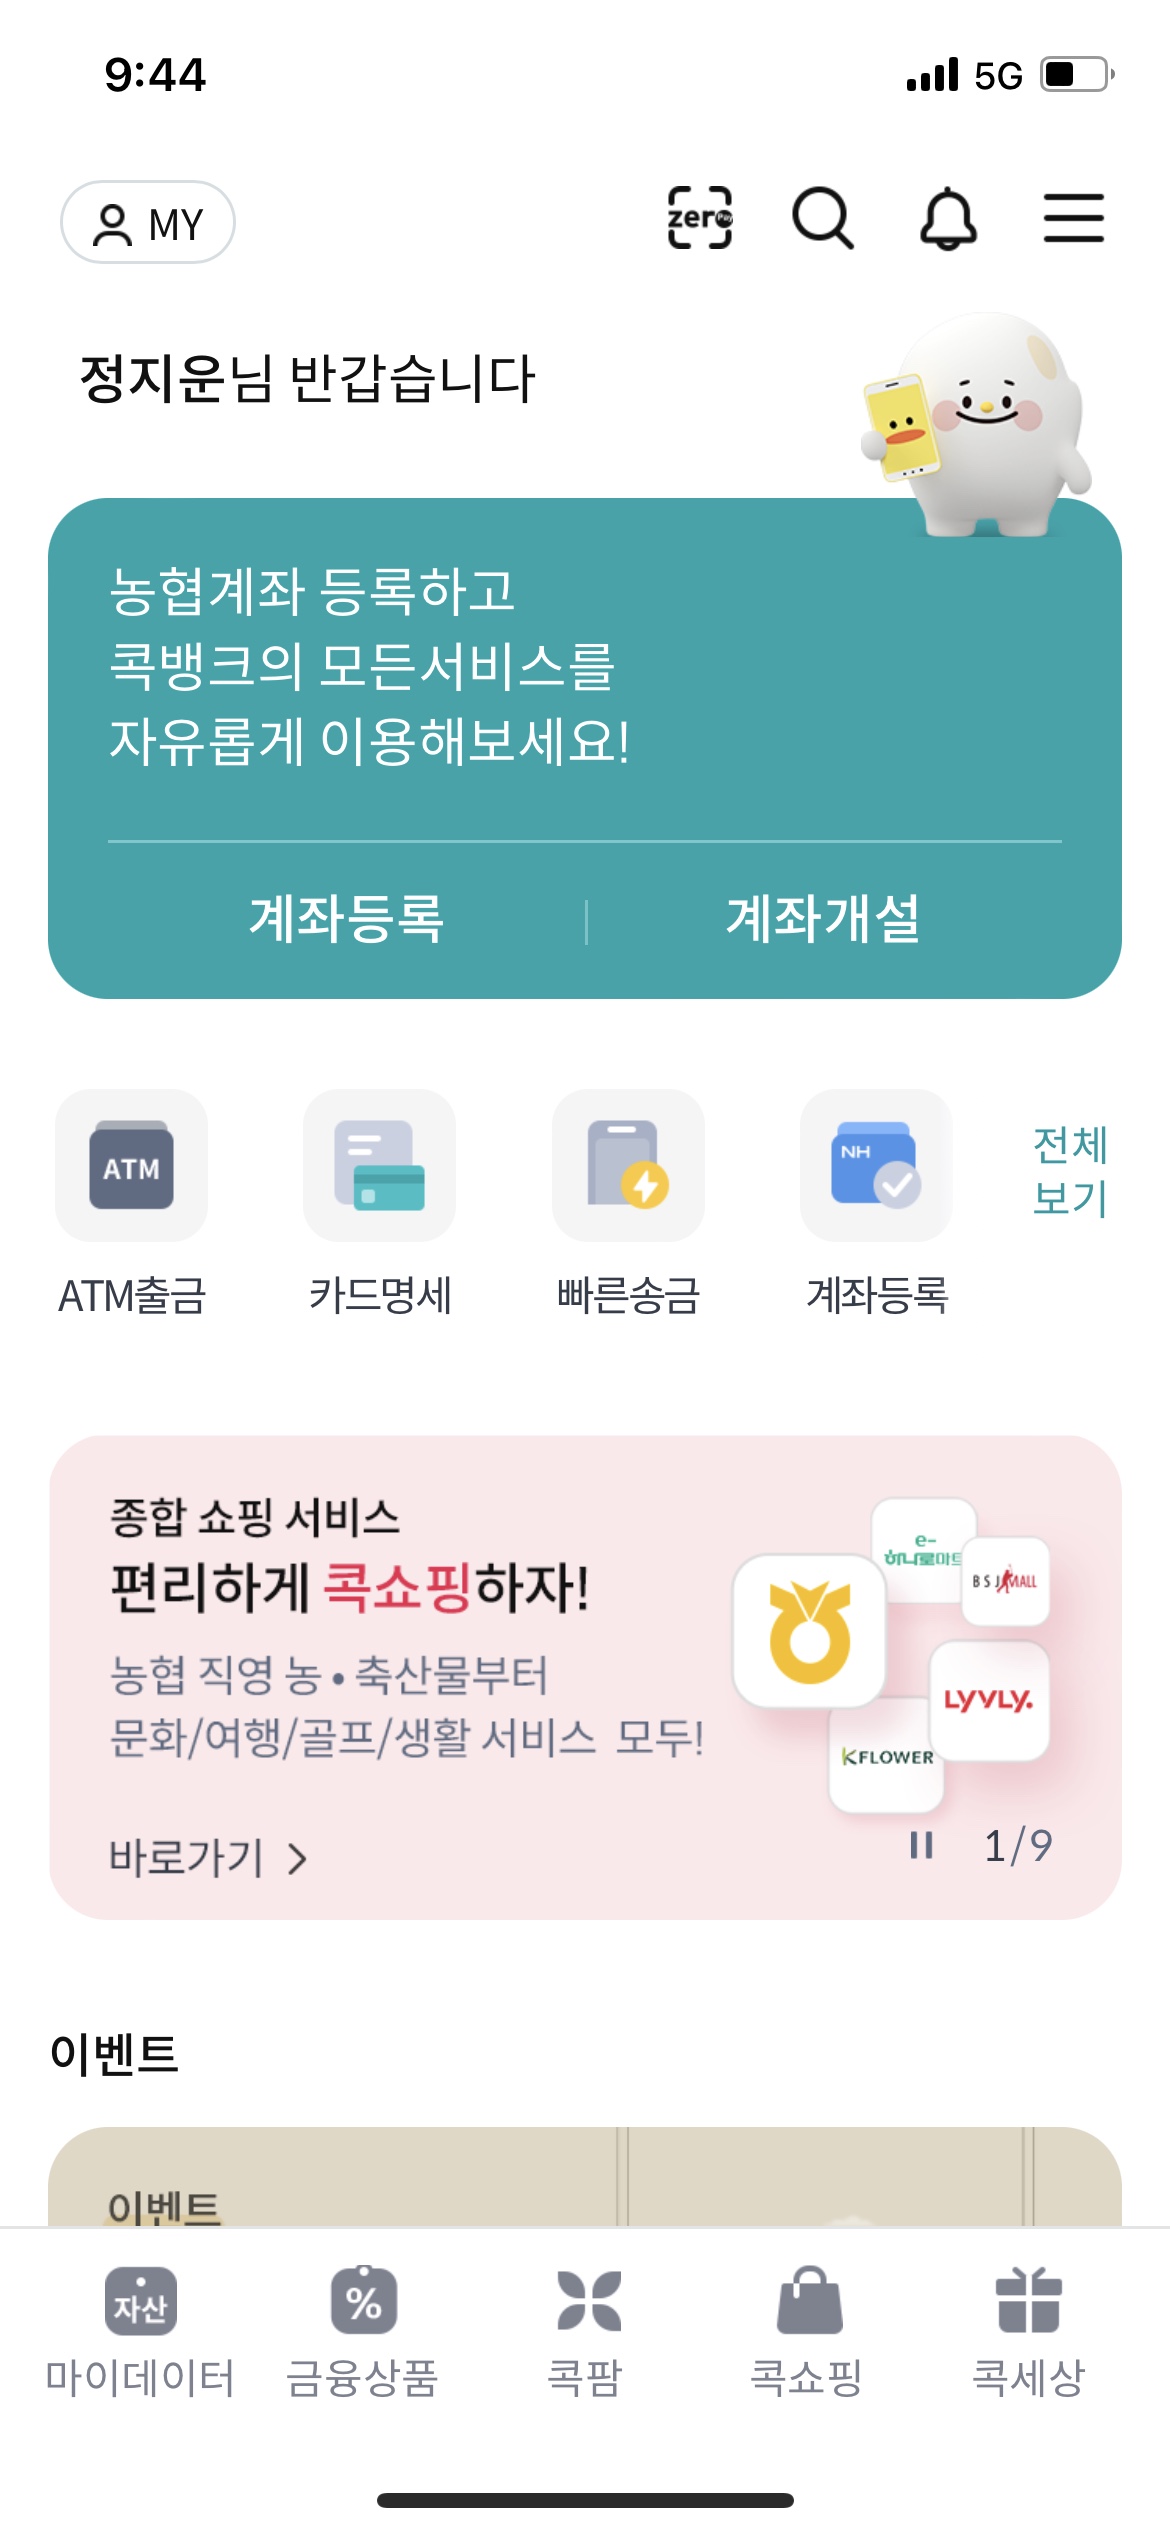 9:44
5G
MY
zero
정지운님 반갑습니다
농협계좌 등록하고
콕뱅크의 모든서비스를
자유롭게 이용해보세요!
계좌등록
계좌개설
ATM
NH
전체
보기
ATM출금
카드명세
빠른송금
계좌등록
종합 쇼핑 서비스
편리하게 콕쇼핑하자!
농협 직영 농•축산물부터
문화/여행/골프/생활 서비스 모두!
e-
하나로마트
BSJMALL
LYVLY.
KFLOWER
바로가기
1/9
이벤트
이벤트
자산
%
마이데이터
금융상품
콕팜
콕쇼핑
콕세상